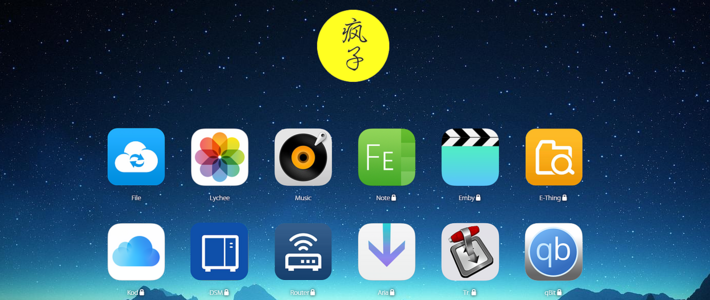 疯
子
File
Lychee
Music
FE
Note
Emby
E-Thing
Kod
DSM
Router
Aria
Tr
qb
qBit